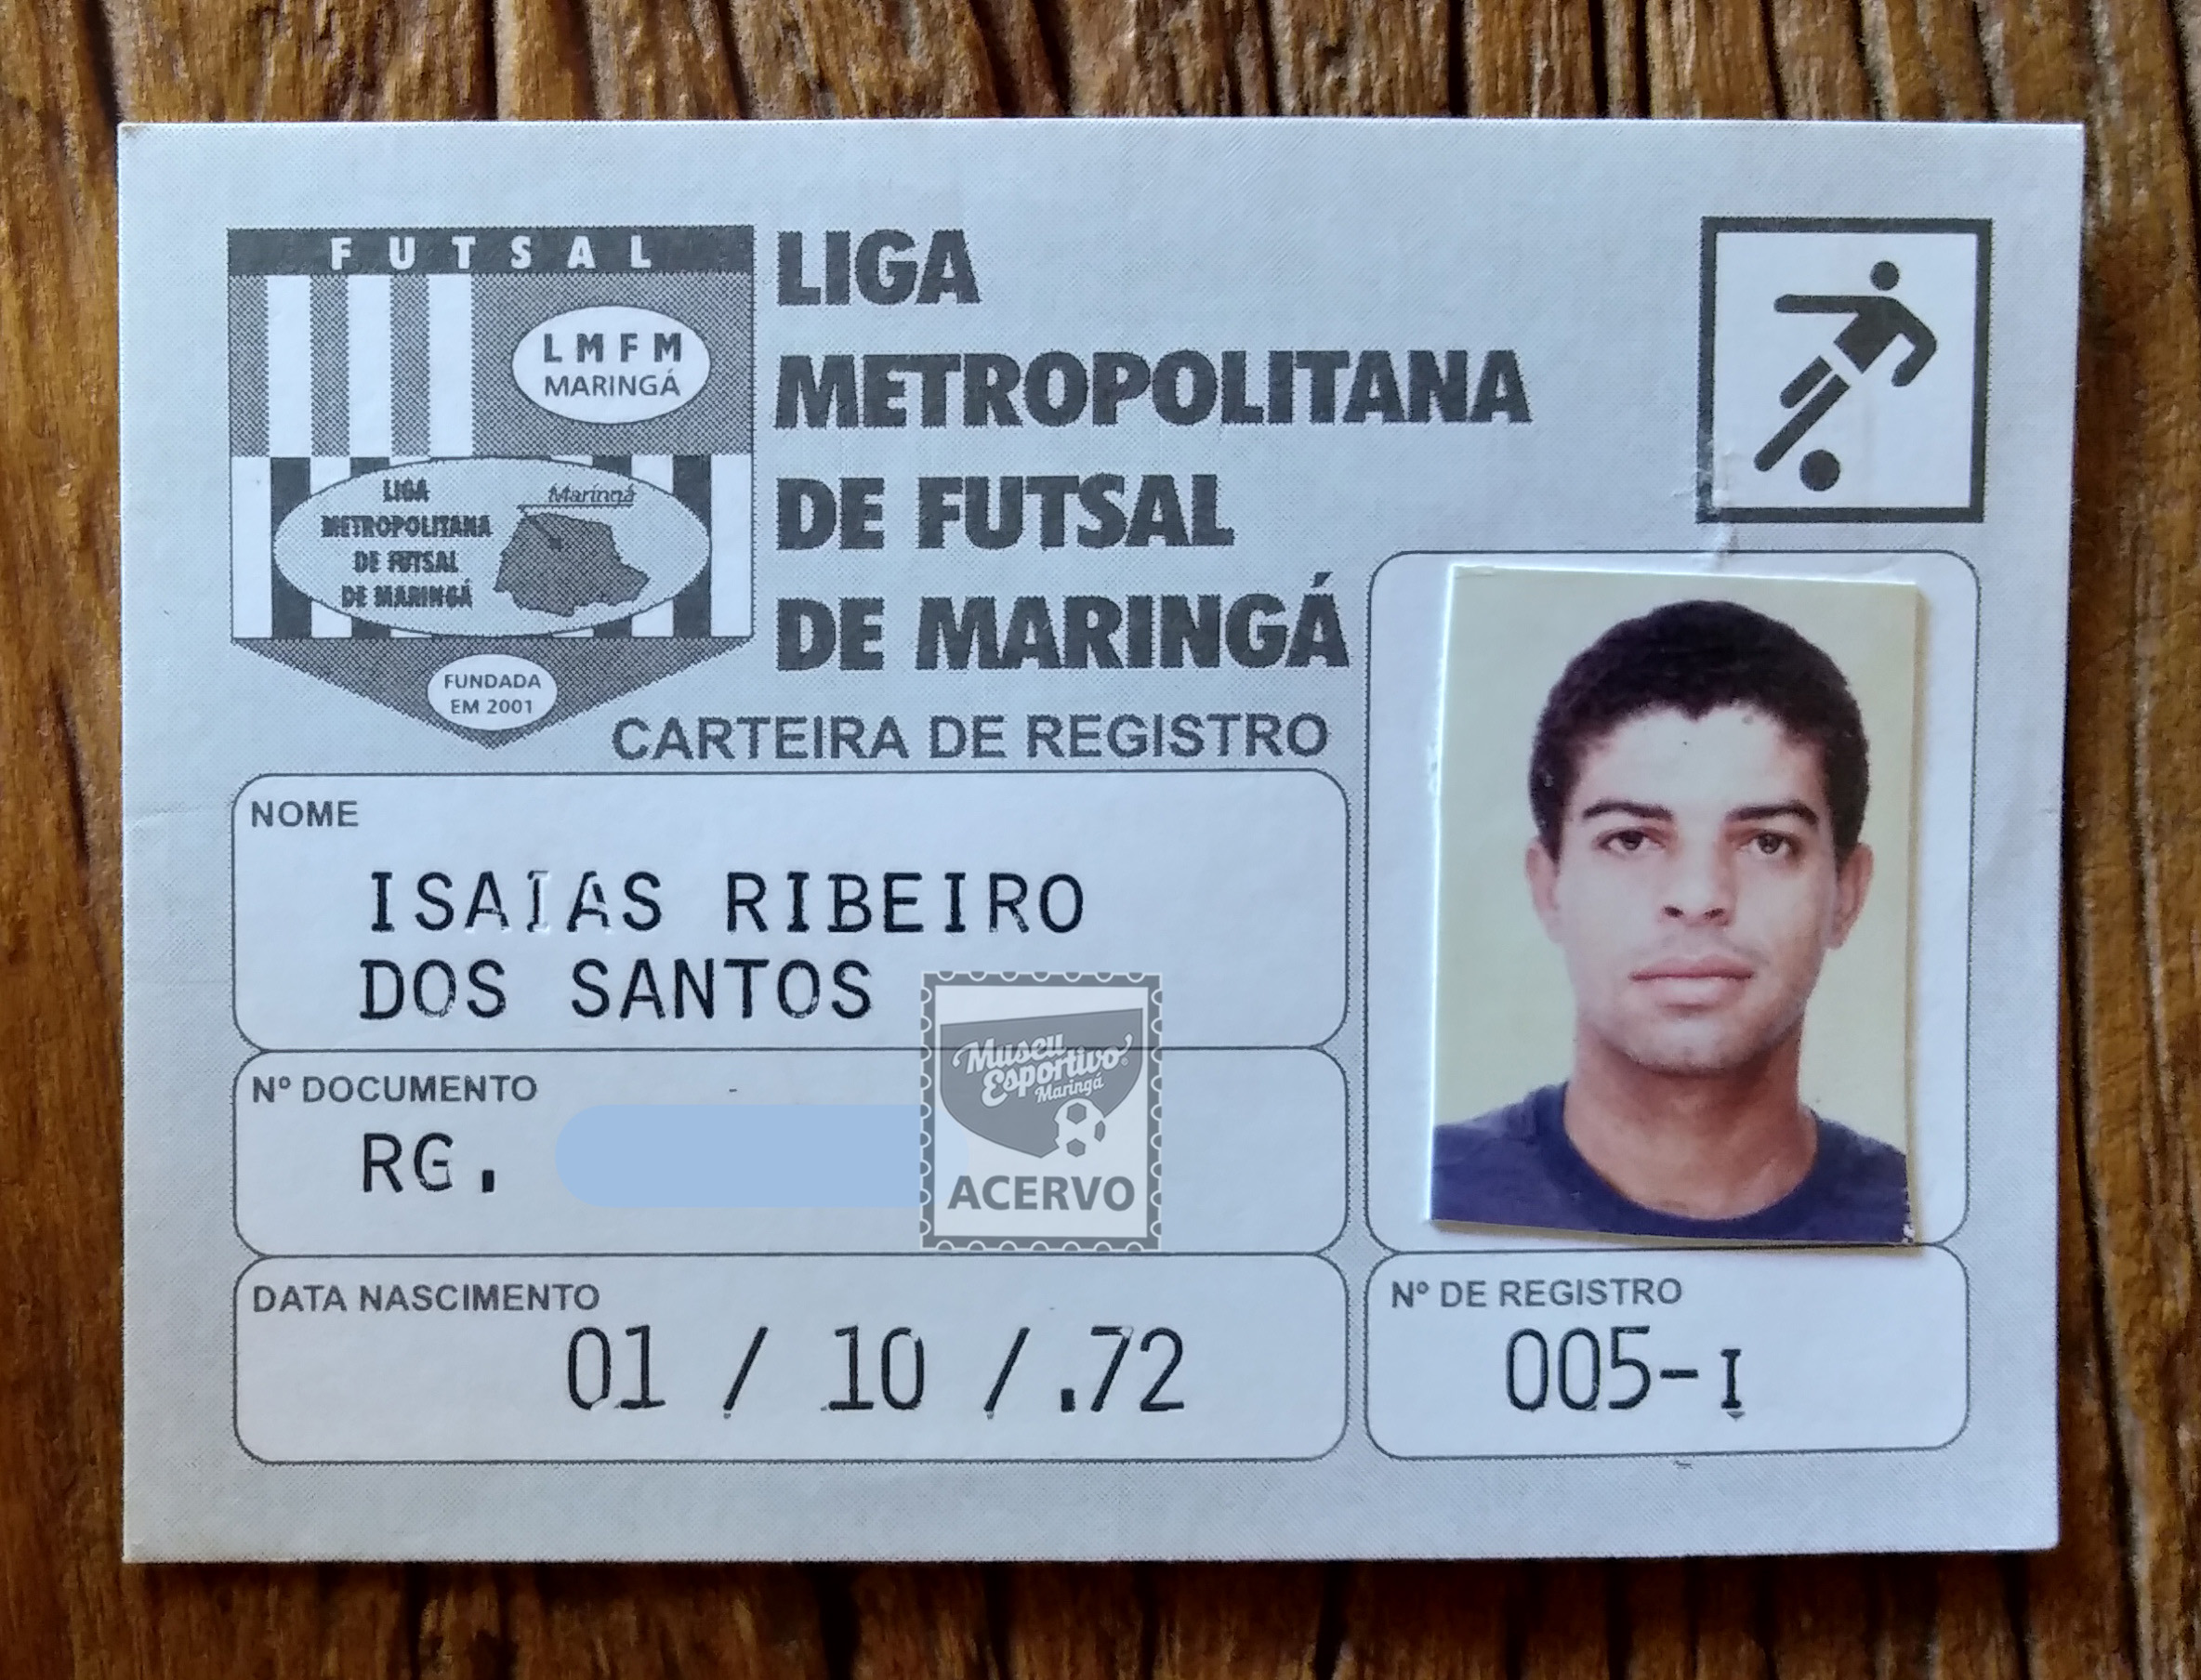 FUTSAL
LMFM
MARINGÁ
LIGA
METROPOLITANA
DE FUTSAL
DE MARINGÁ
Maringá
FUNDADA
EM 2001
LIGA
METROPOLITANA
DE FUTSAL
DE MARINGÁ
CARTEIRA DE REGISTRO
NOME
ISAIAS RIBEIRO
DOS SANTOS
Nº DOCUMENTO
RG.
Museu
Esportivo
Maringá
ACERVO
DATA NASCIMENTO
01 / 10 /.72
Nº DE REGISTRO
005-I